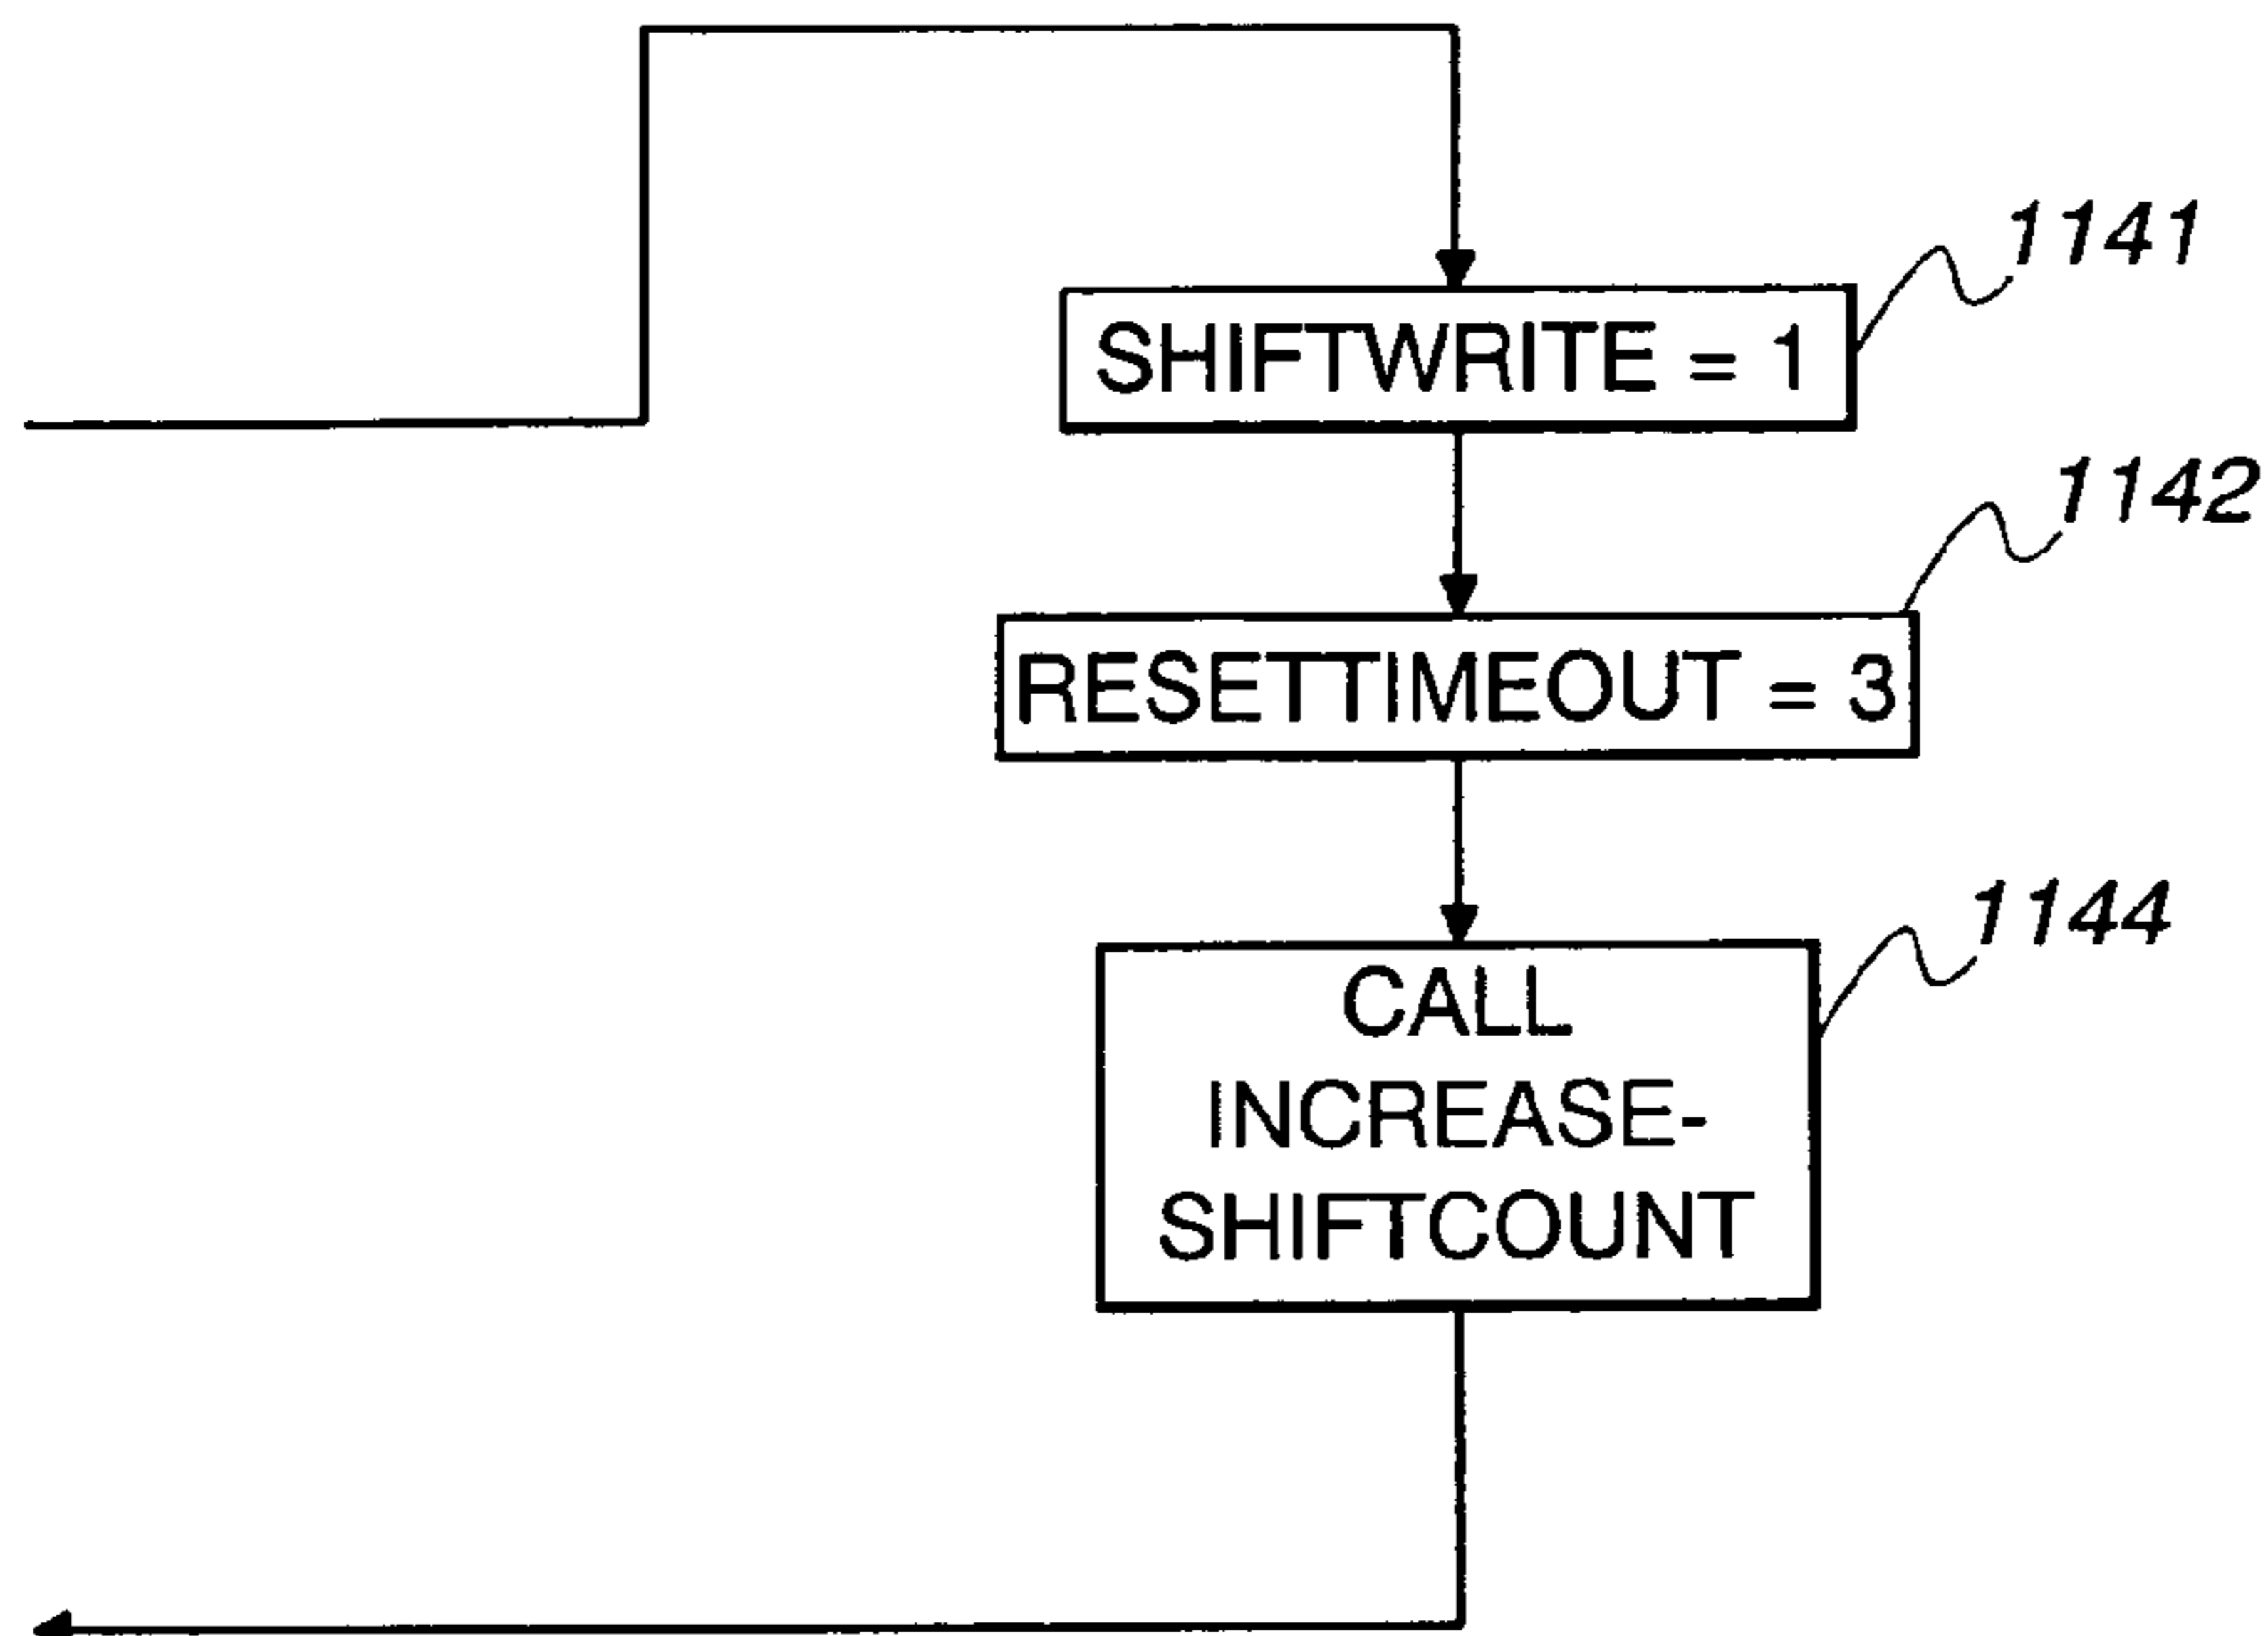 1141
SHIFTWRITE = 1
1142
RESETTIMEOUT = 3
1144
CALL
INCREASE-
SHIFTCOUNT